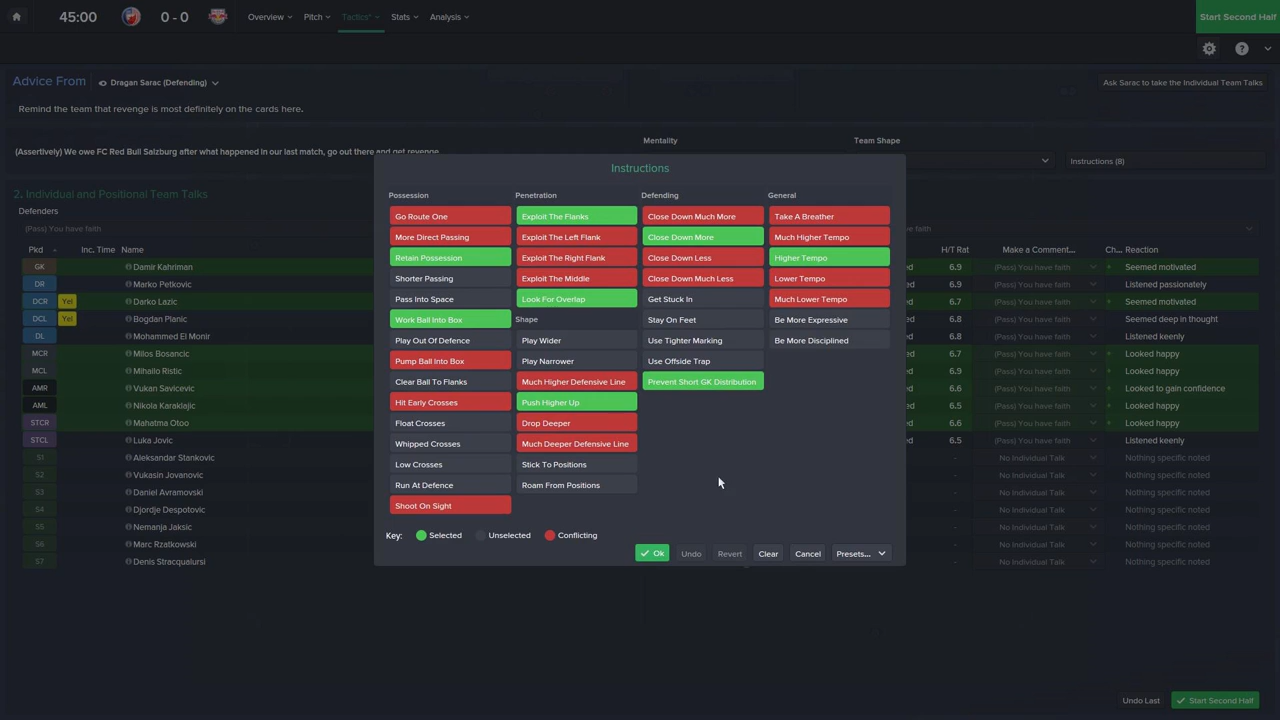 45:00
0 - 0
Overview
Pitch
Tactics*
Stats
Analysis
Start Second Half
Advice From
Dragan Sarac (Defending)
Ask Sarac to take the Individual Team Talks
Remind the team that revenge is most definitely on the cards here.
Mentality
Team Shape
(Assertively) We owe FC Red Bull Salzburg after what happened in our last match, go out there and get revenge
Instructions (8)
Instructions
2. Individual and Positional Team Talks
Defenders
(Pass) You have faith
Pkd Inc. Time Name
H/T Rat Make a Comment... Ch... Reaction
GK Damir Kahriman 6.9 (Pass) You have faith Seemed motivated
DR Marko Petkovic 6.9 (Pass) You have faith Listened passionately
DCR Yel Darko Lazic 6.7 (Pass) You have faith Seemed motivated
DCL Yel Bogdan Planic 6.9 (Pass) You have faith Seemed deep in thought
DL Mohammed El Monir 6.8 (Pass) You have faith Listened keenly
MCR Milos Bosancic 6.7 (Pass) You have faith Looked happy
MCL Mihailo Ristic 6.9 (Pass) You have faith Looked happy
AMR Vukan Savicevic 6.6 (Pass) You have faith Looked to gain confidence
AML Nikola Karaklajic 6.5 (Pass) You have faith Looked happy
STCR Mahatma Otoo 6.6 (Pass) You have faith Looked happy
STCL Luka Jovic 6.5 (Pass) You have faith Listened keenly
S1 Aleksandar Stankovic - No Individual Talk Nothing specific noted
S2 Vukasin Jovanovic - No Individual Talk Nothing specific noted
S3 Daniel Avramovski - No Individual Talk Nothing specific noted
S4 Djordje Despotovic - No Individual Talk Nothing specific noted
S5 Nemanja Jaksic - No Individual Talk Nothing specific noted
S6 Marc Rzatkowski - No Individual Talk Nothing specific noted
S7 Denis Stracqualursi - No Individual Talk Nothing specific noted
Possession
Go Route One
More Direct Passing
Retain Possession
Shorter Passing
Pass Into Space
Work Ball Into Box
Play Out Of Defence
Pump Ball Into Box
Clear Ball To Flanks
Hit Early Crosses
Float Crosses
Whipped Crosses
Low Crosses
Run At Defence
Shoot On Sight
Penetration
Exploit The Flanks
Exploit The Left Flank
Exploit The Right Flank
Exploit The Middle
Look For Overlap
Shape
Play Wider
Play Narrower
Much Higher Defensive Line
Push Higher Up
Drop Deeper
Much Deeper Defensive Line
Stick To Positions
Roam From Positions
Defending
Close Down Much More
Close Down More
Close Down Less
Close Down Much Less
Get Stuck In
Stay On Feet
Use Tighter Marking
Use Offside Trap
Prevent Short GK Distribution
General
Take A Breather
Much Higher Tempo
Higher Tempo
Lower Tempo
Much Lower Tempo
Be More Expressive
Be More Disciplined
Key: Selected Unselected Conflicting
Ok Undo Revert Clear Cancel Presets...
Undo Last
Start Second Half